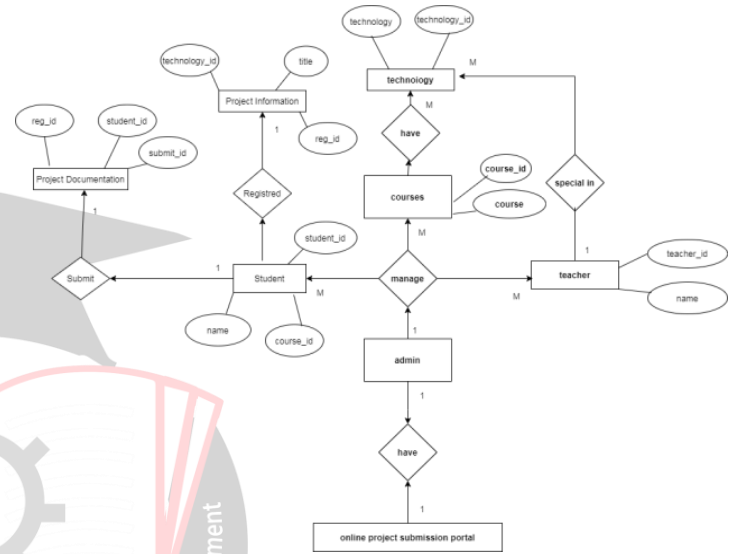 technology
technology_id
technology_id
title
M
technoiogy
Project Information
M
1
reg_id
student_id
have
reg_id
submit_id
course_id
Project Documentation
courses
special in
Registred
course
1
M
student_id
1
teacher_id
1
Submit
Student
manage
teacher
M
M
name
name
course_id
1
admin
1
have
1
online project submission portal
ment